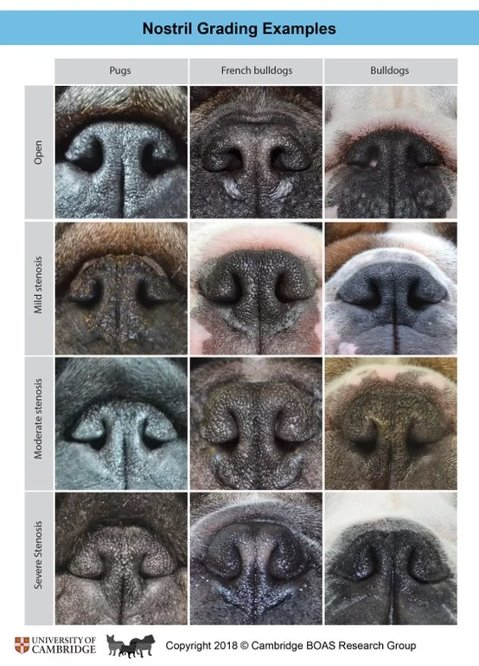 Nostril Grading Examples
Pugs
French bulldogs
Bulldogs
Open
Mild stenosis
Moderate stenosis
Severe Stenosis
UNIVERSITY OF
CAMBRIDGE
Copyright 2018 © Cambridge BOAS Research Group